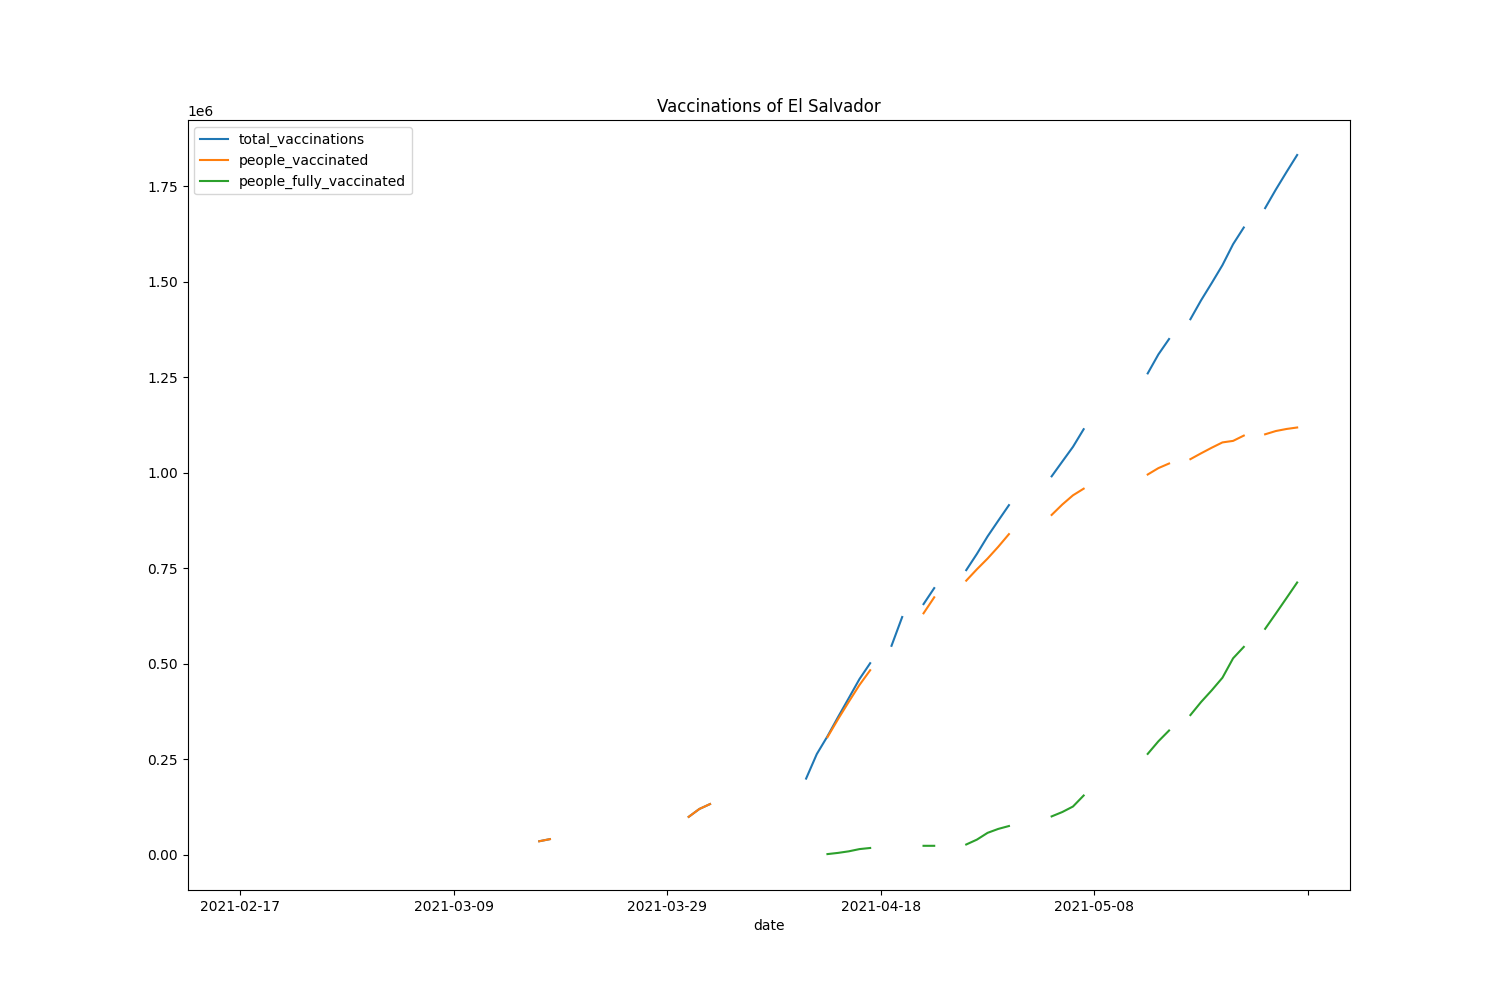 Vaccinations of El Salvador
1e6
total_vaccinations
people_vaccinated
people_fully_vaccinated
1.75
1.50
1.25
1.00
0.75
0.50
0.25
0.00
2021-02-17 2021-03-09 2021-03-29 2021-04-18 2021-05-08
date